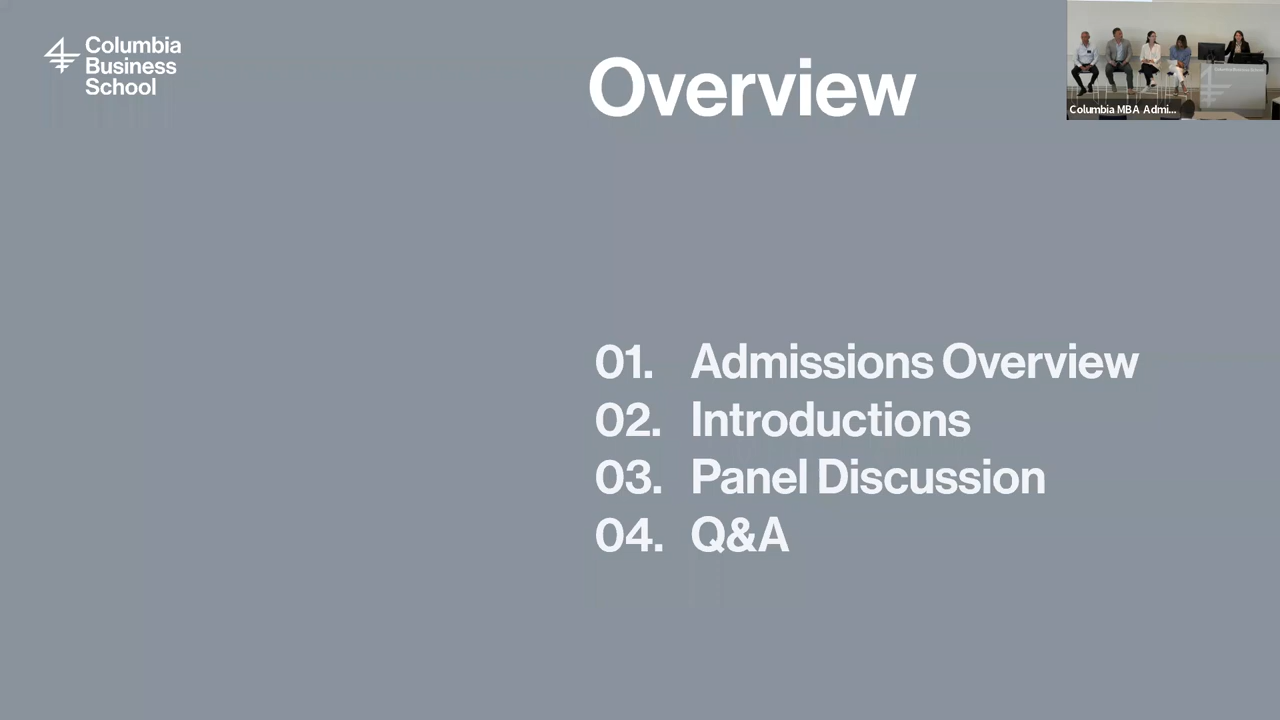 Columbia
Business
School
Overview
Columbia MBA Admi...
01. Admissions Overview
02. Introductions
03. Panel Discussion
04. Q&A